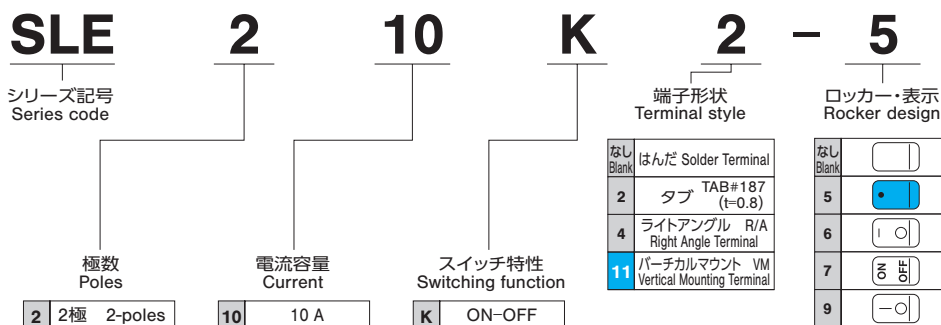 SLE 2 10 K 2 - 5
シリーズ記号
Series code
端子形状
Terminal style
ロッカー・表示
Rocker design
なし Blank はんだ Solder Terminal
2 タブ TAB#187 (t=0.8)
4 ライトアングル R/A Right Angle Terminal
11 バーチカルマウント VM Vertical Mounting Terminal
なし Blank
5
6 | ○
7 ON OFF
9 | ○
極数
Poles
2 2極 2-poles
電流容量
Current
10 10 A
スイッチ特性
Switching function
K ON-OFF